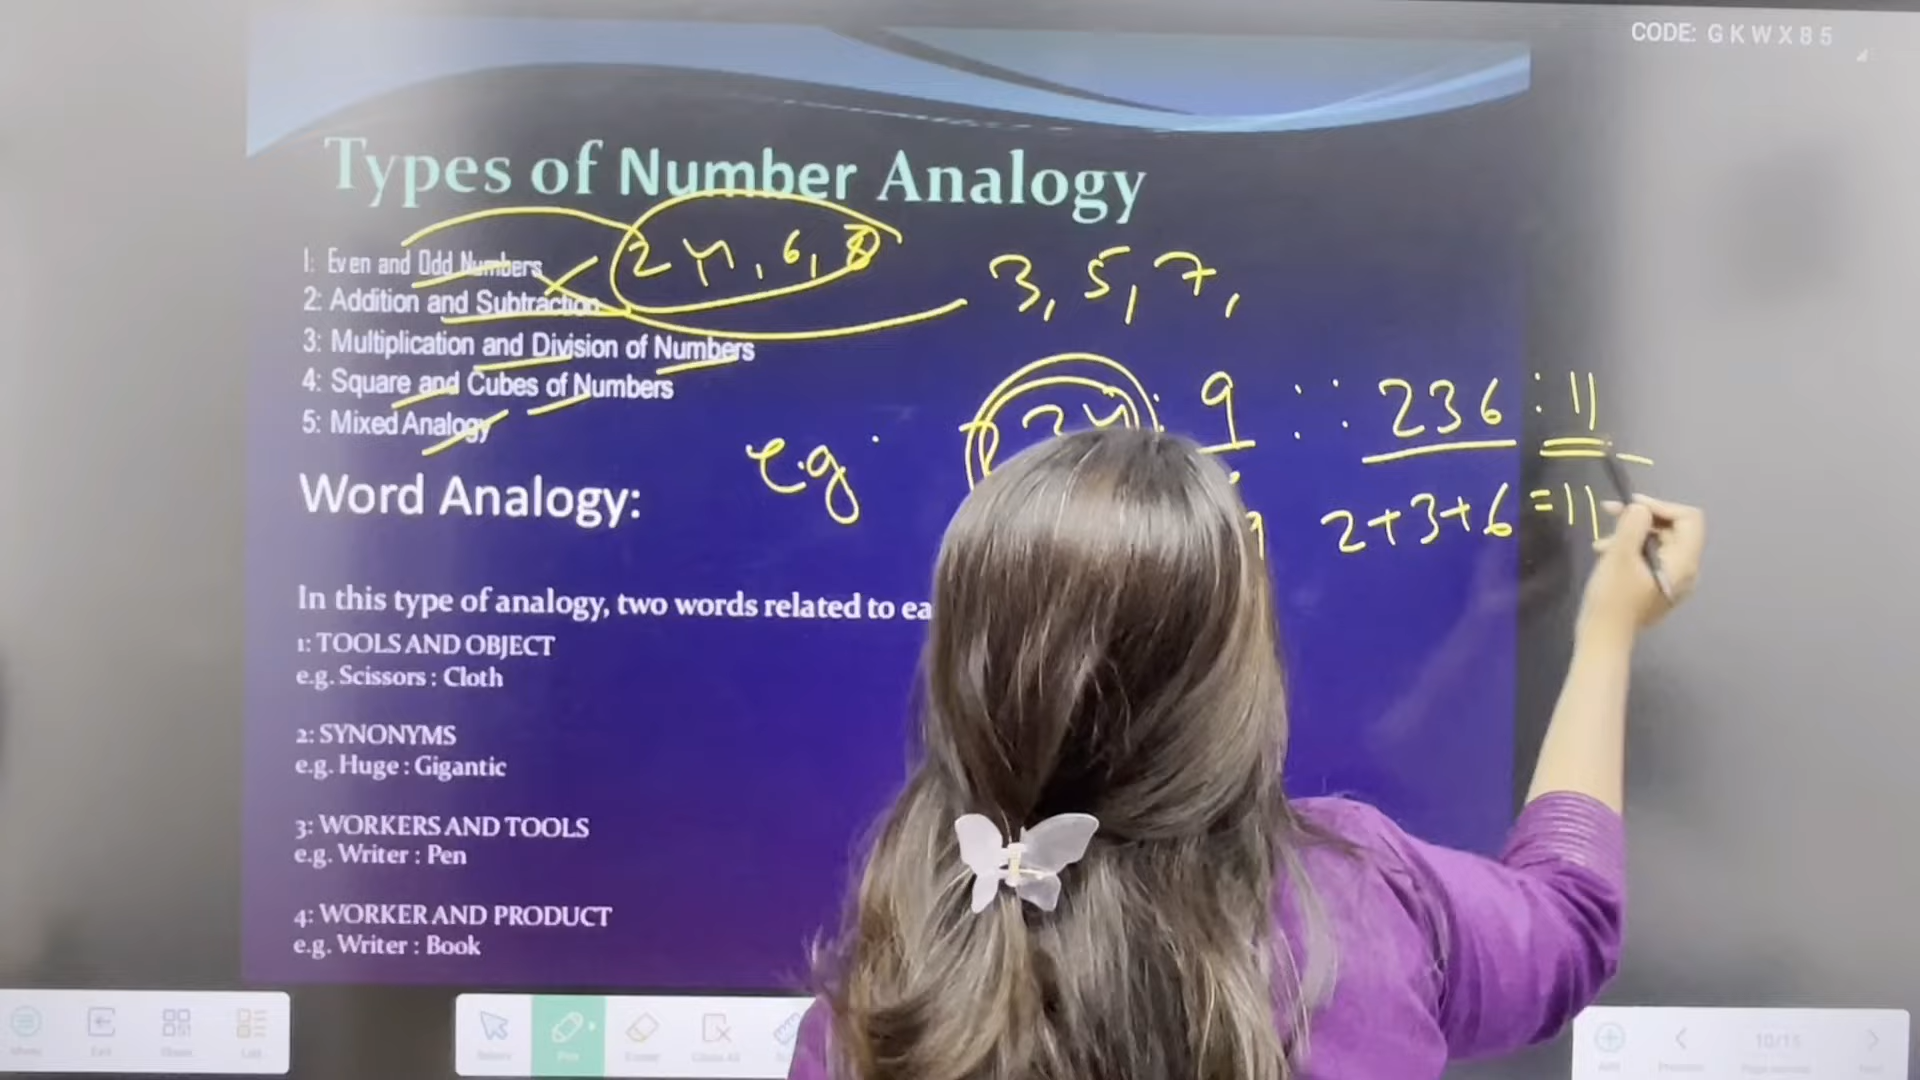 CODE: GKWX85
Types of Number Analogy
1: Even and Odd Numbers
2, 4, 6, 8
3, 5, 7,
2: Addition and Subtraction
3: Multiplication and Division of Numbers
4: Square and Cubes of Numbers
5: Mixed Analogy
e.g.
: 9 :: 236 : 11
2+3+6 = 11
Word Analogy:
In this type of analogy, two words related to ea
1: TOOLS AND OBJECT
e.g. Scissors : Cloth
2: SYNONYMS
e.g. Huge : Gigantic
3: WORKERS AND TOOLS
e.g. Writer : Pen
4: WORKER AND PRODUCT
e.g. Writer : Book
10/15